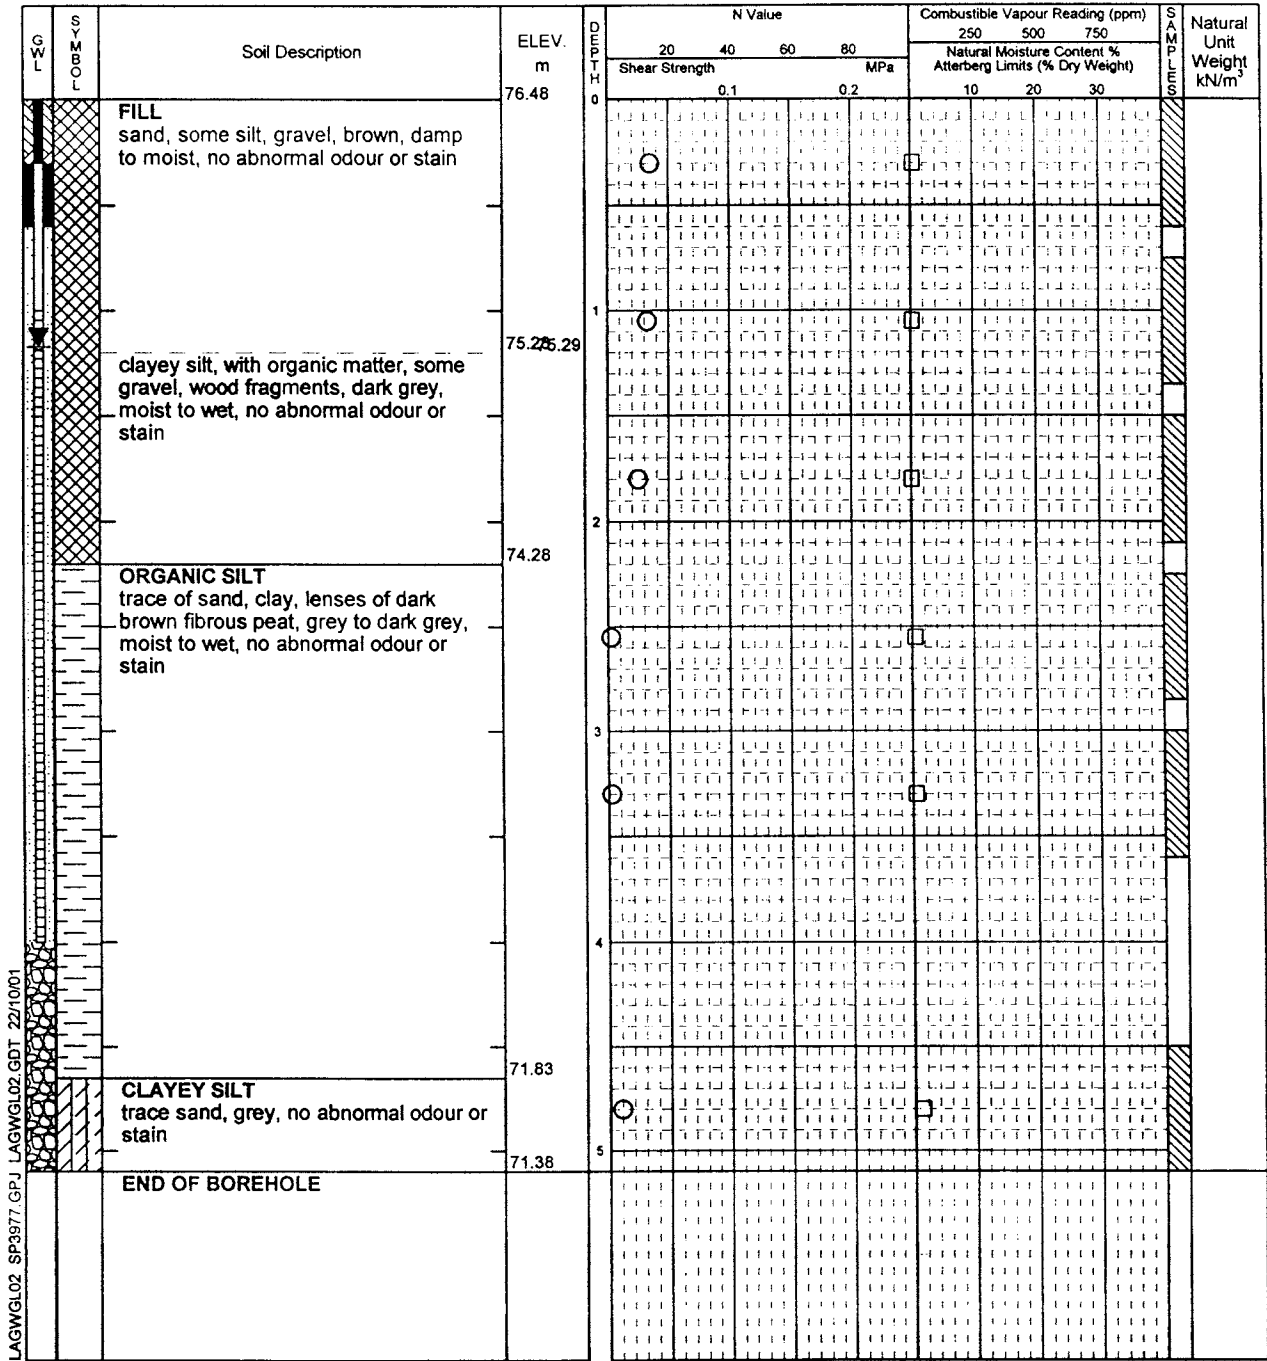 GWL
SYMBOL
Soil Description
ELEV.
m
DEPTH
N Value
20 40 60 80
Shear Strength MPa
0.1 0.2
Combustible Vapour Reading (ppm)
250 500 750
Natural Moisture Content %
Atterberg Limits (% Dry Weight)
10 20 30
SAMPLES
Natural
Unit
Weight
kN/m³
76.48
0
FILL
sand, some silt, gravel, brown, damp
to moist, no abnormal odour or stain
1
75.28 75.29
clayey silt, with organic matter, some
gravel, wood fragments, dark grey,
moist to wet, no abnormal odour or
stain
2
74.28
ORGANIC SILT
trace of sand, clay, lenses of dark
brown fibrous peat, grey to dark grey,
moist to wet, no abnormal odour or
stain
3
4
71.83
CLAYEY SILT
trace sand, grey, no abnormal odour or
stain
5
71.38
END OF BOREHOLE
LAGWGL02 SP3977.GPJ LAGWGL02.GDT 22/10/01